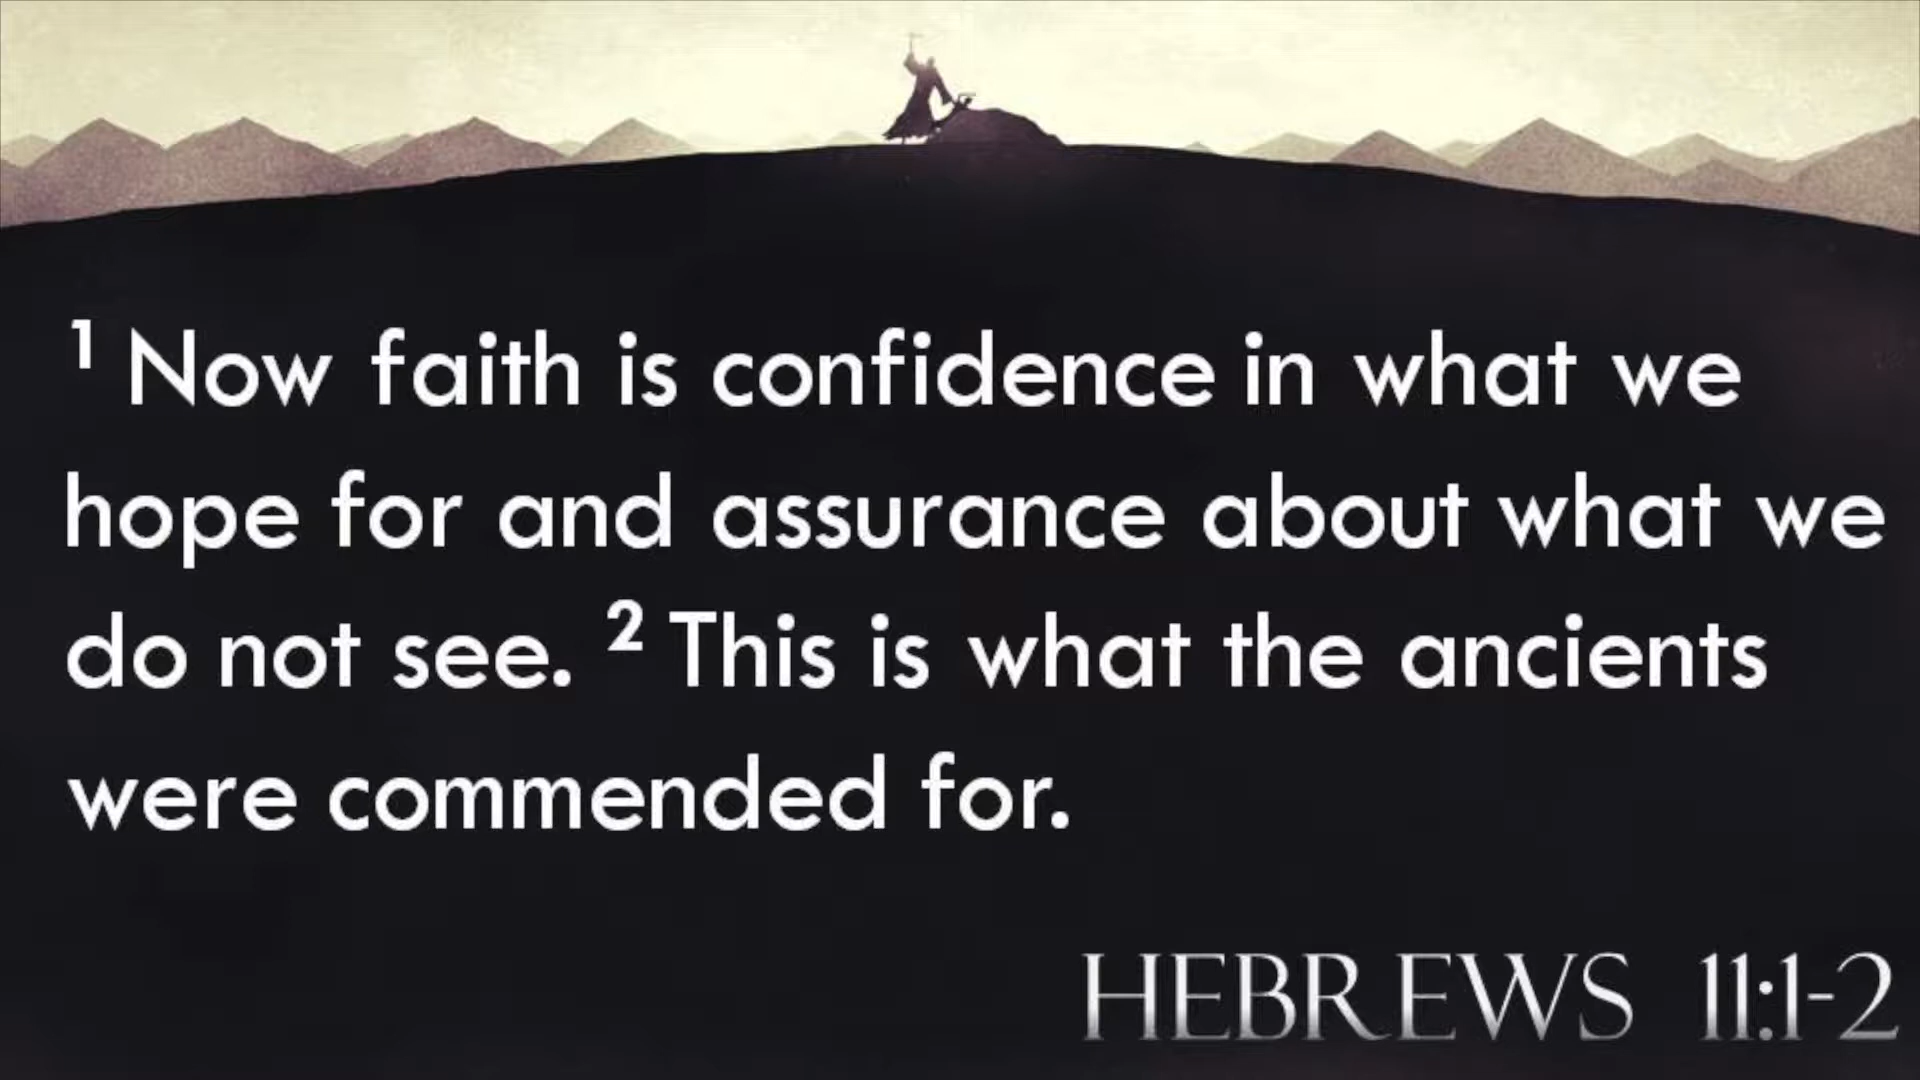 ¹ Now faith is confidence in what we
hope for and assurance about what we
do not see. ² This is what the ancients
were commended for.
HEBREWS 11:1-2